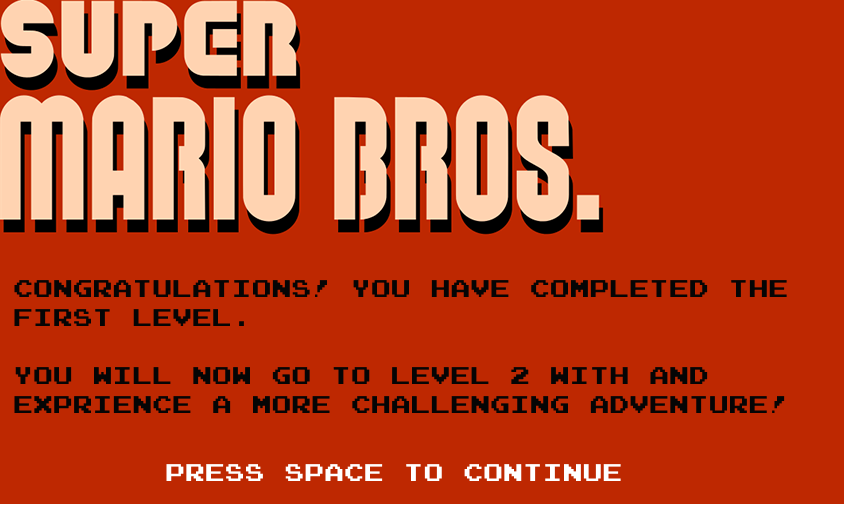 SUPER
MARIO BROS.
CONGRATULATIONS! YOU HAVE COMPLETED THE
FIRST LEVEL.
YOU WILL NOW GO TO LEVEL 2 WITH AND
EXPRIENCE A MORE CHALLENGING ADVENTURE!
PRESS SPACE TO CONTINUE